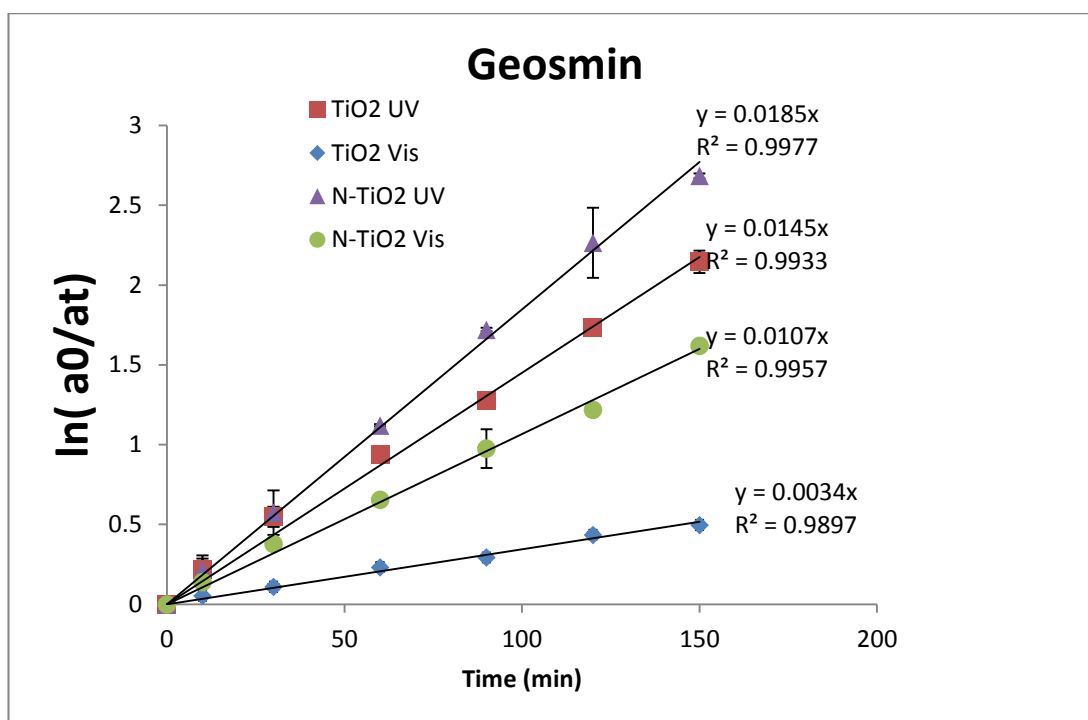 Geosmin
TiO2 UV
TiO2 Vis
N-TiO2 UV
N-TiO2 Vis
y = 0.0185x
R² = 0.9977
y = 0.0145x
R² = 0.9933
y = 0.0107x
R² = 0.9957
y = 0.0034x
R² = 0.9897
ln( a0/at)
3
2.5
2
1.5
1
0.5
0
0 50 100 150 200
Time (min)